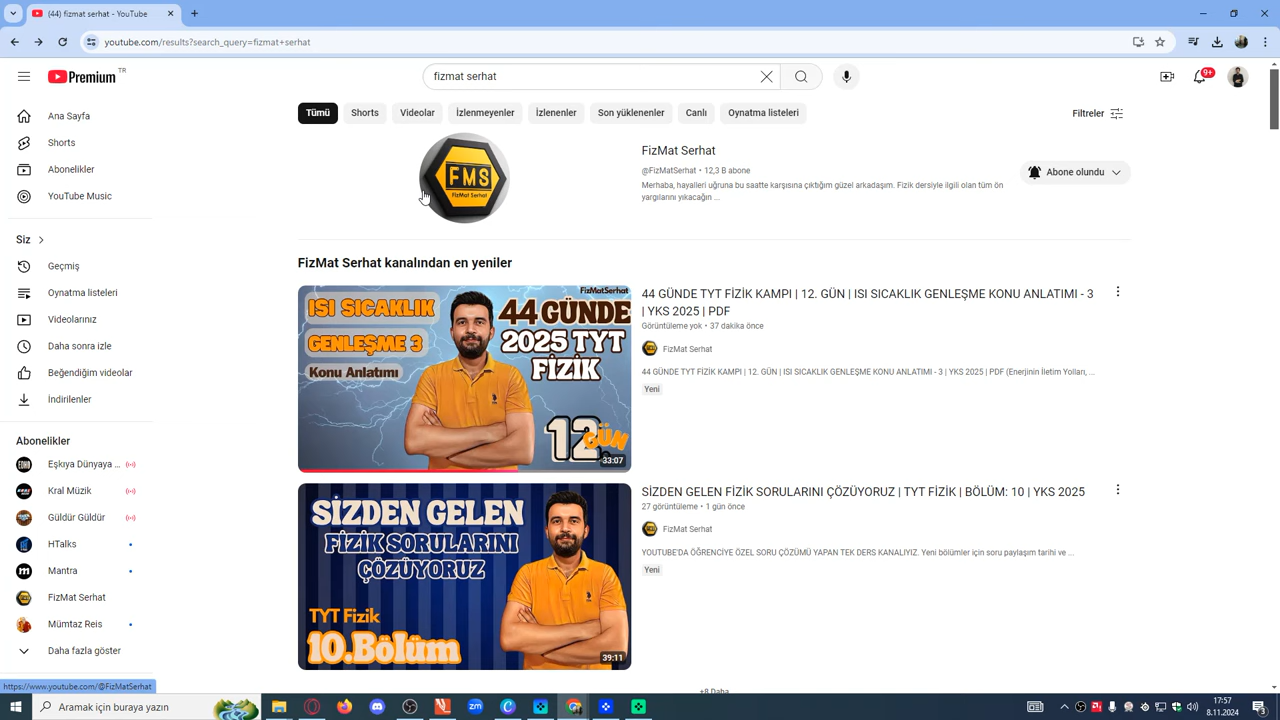 (4) fizmat serhat - YouTube
youtube.com/results?search_query=fizmat+serhat
Premium TR
fizmat serhat
9+
Ana Sayfa
Shorts
Abonelikler
YouTube Music
Siz
Geçmiş
Oynatma listeleri
Videolarınız
Daha sonra izle
Beğendiğim videolar
İndirilenler
Abonelikler
Eşkıya Dünyaya ...
Kral Müzik
Güldür Güldür
HTalks
Mantra
FizMat Serhat
Mümtaz Reis
Daha fazla göster
Tümü Shorts Videolar İzlenmeyenler İzlenenler Son yüklenenler Canlı Oynatma listeleri Filtreler
FMS
FizMat Serhat
FizMat Serhat
@FizMatSerhat • 12,3 B abone
Merhaba, hayalleri uğruna bu saatte karşısına çıktığım güzel arkadaşım. Fizik dersiyle ilgili olan tüm ön
yargılarını yıkacağın ...
Abone olundu
FizMat Serhat kanalından en yeniler
FizMatSerhat
ISI SICAKLIK
GENLEŞME 3
Konu Anlatımı
44 GÜNDE
2025 TYT
FİZİK
12.
GÜN
33:07
44 GÜNDE TYT FİZİK KAMPI | 12. GÜN | ISI SICAKLIK GENLEŞME KONU ANLATIMI - 3
| YKS 2025 | PDF
Görüntüleme yok • 37 dakika önce
FizMat Serhat
44 GÜNDE TYT FİZİK KAMPI | 12. GÜN | ISI SICAKLIK GENLEŞME KONU ANLATIMI - 3 | YKS 2025 | PDF (Enerjinin İletim Yolları, ...
Yeni
SİZDEN GELEN
FİZİK SORULARINI
ÇÖZÜYORUZ
TYT Fizik
10.Bölüm
39:11
SİZDEN GELEN FİZİK SORULARINI ÇÖZÜYORUZ | TYT FİZİK | BÖLÜM: 10 | YKS 2025
27 görüntüleme • 1 gün önce
FizMat Serhat
YOUTUBE'DA ÖĞRENCİYE ÖZEL SORU ÇÖZÜMÜ YAPAN TEK DERS KANALIYIZ. Yeni bölümler için soru paylaşım tarihi ve ...
Yeni
+8 Daha
https://www.youtube.com/@FizMatSerhat
Aramak için buraya yazın
zm
17:57
8.11.2024